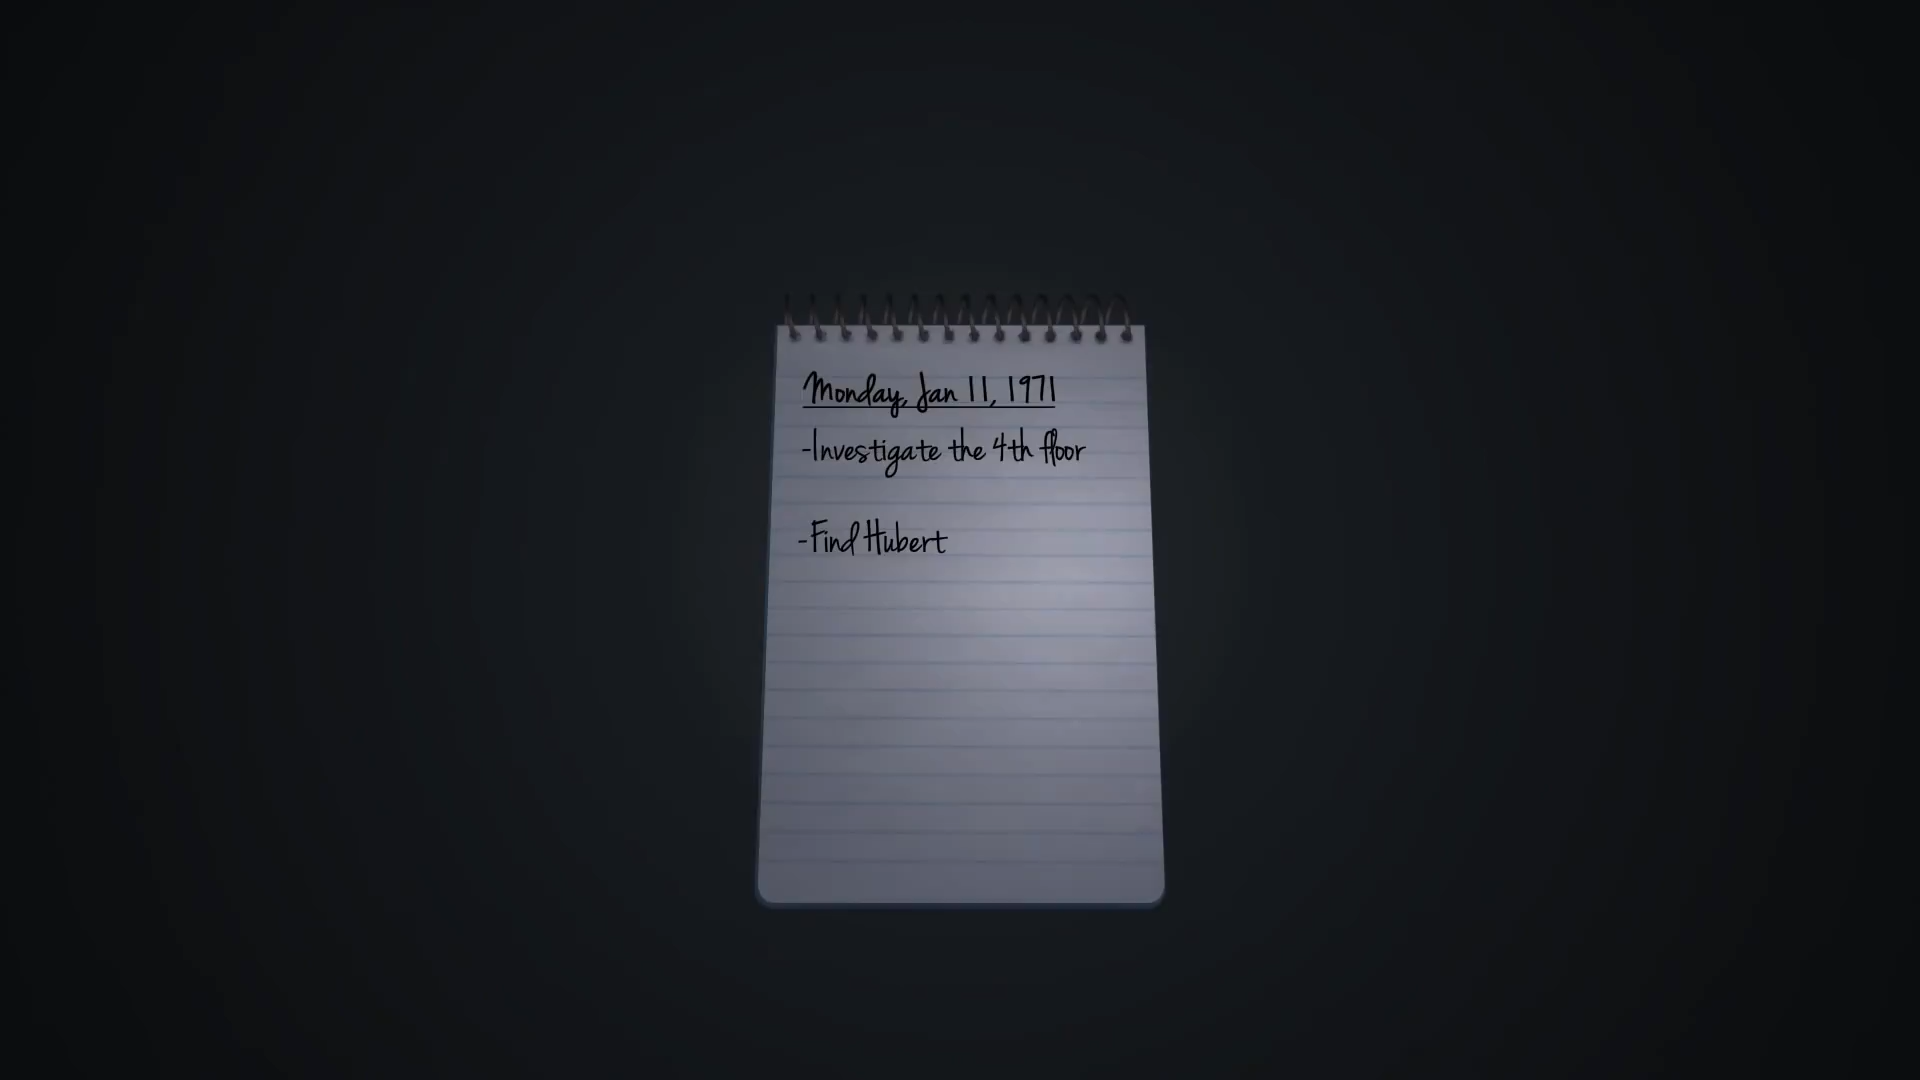 Monday, Jan 11, 1971
-Investigate the 4th floor
-Find Hubert